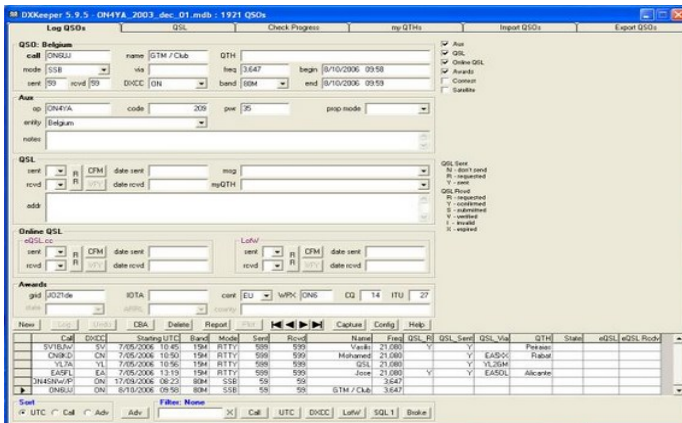 DXKeeper 5.9.5 - ON4YA_2003_dec_01.mdb : 1921 QSOs
Log QSOs QSL Check Progress my QTHs Import QSOs Export QSOs
QSO: Belgium
call ON6UJ name GTM / Club QTH
mode SSB via freq 3.647 begin 8/10/2006 09:58
sent 59 rcvd 59 DXCC ON band 80M end 8/10/2006 09:59
Aux
QSL
Online QSL
Awards
Contest
Satellite
Aux
op ON4YA code 209 pwr 35 prop mode
entity Belgium
notes
QSL
sent R CFM date sent msg
rcvd R VFY date rcvd myQTH
addr
QSL Sent
N - don't send
R - requested
Y - sent
QSL Rcvd
R - requested
Y - confirmed
S - submitted
V - verified
I - invalid
X - expired
Online QSL
eQSL.cc LotW
sent R CFM date sent sent R CFM date sent
rcvd R VFY date rcvd rcvd R VFY date rcvd
Awards
grid JO21de IOTA cont EU WPX ON6 CQ 14 ITU 27
state county
New Log Undo CBA Delete Report Plot Capture Config Help
Call DXCC Starting UTC Band Mode Sent Rcvd Name Freq QSL_R QSL_Sent QSL_Via QTH State eQSL eQSL Rcvd
SV1BJW SV 7/05/2006 10:45 15M RTTY 599 599 Vasilis 21,080 Y Y
CN8KD CN 7/05/2006 10:50 15M RTTY 599 599 Mohamed 21,080 Y EA5XX Rabat
YL7A YL 7/05/2006 10:56 15M RTTY 599 599 QSL 21,080 Y YL2GM
EA5FL EA 7/05/2006 13:19 15M RTTY 599 599 Jose 21,080 Y Y EA5OL Alicante
ON4SNW/P ON 17/09/2006 08:23 80M SSB 59 59 3,647
ON6UJ ON 8/10/2006 09:58 80M SSB 59 59 GTM / Club 3,647
Sort Filter: None
UTC Call Adv Adv X Call UTC DXCC LotW SQL 1 Broke